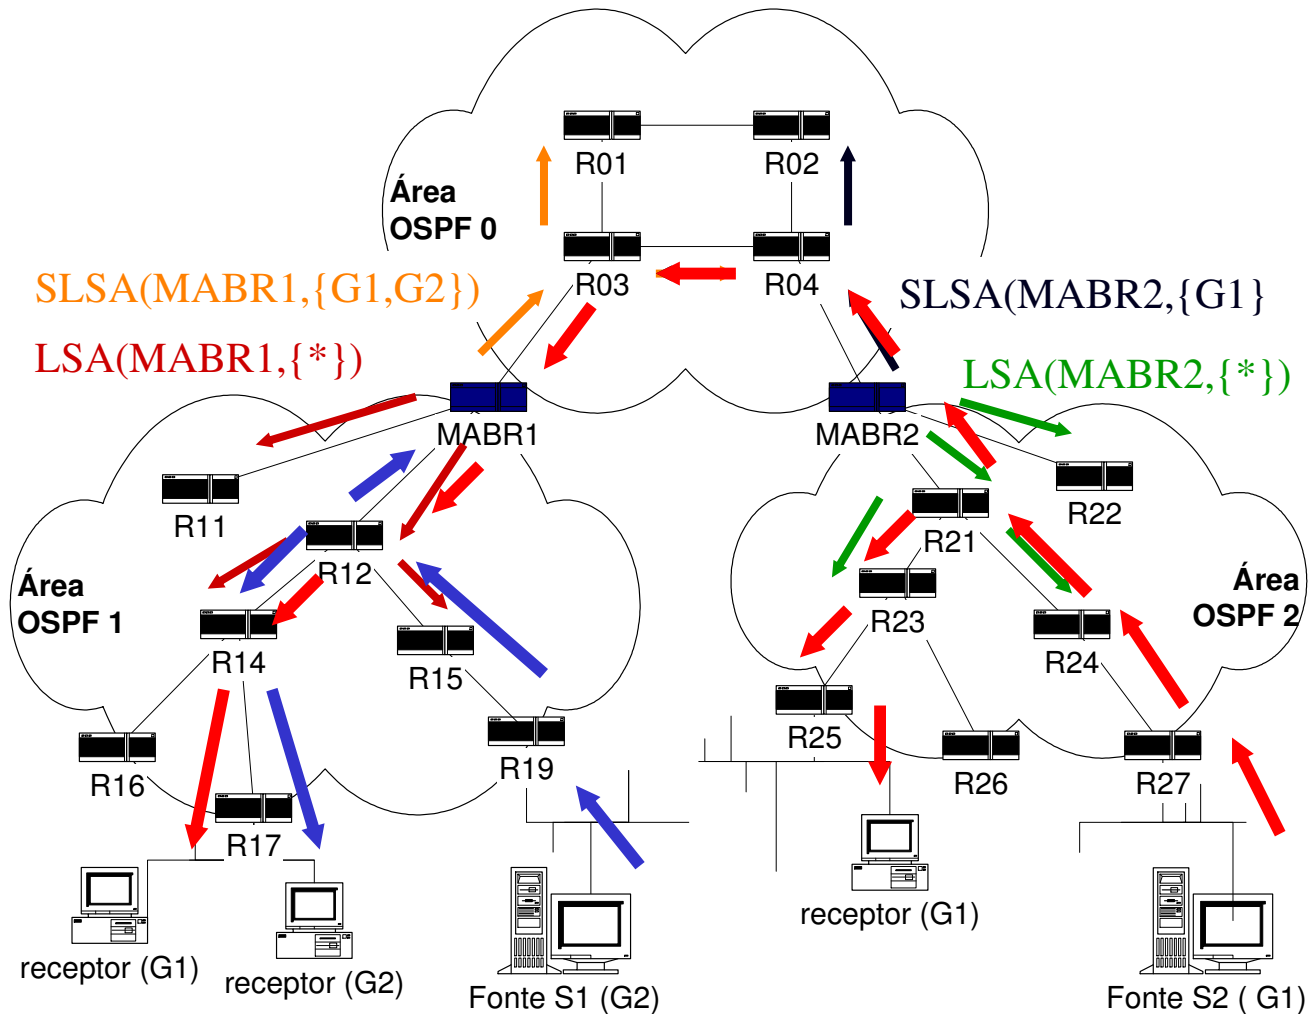 R01
R02
Área
OSPF 0
R03
R04
SLSA(MABR1,{G1,G2})
SLSA(MABR2,{G1}
LSA(MABR1,{*})
LSA(MABR2,{*})
MABR1
MABR2
R11
R22
R12
R21
Área
OSPF 1
Área
OSPF 2
R23
R14
R15
R24
R25
R16
R19
R26
R27
R17
receptor (G1)
receptor (G1)
receptor (G2)
Fonte S1 (G2)
Fonte S2 ( G1)